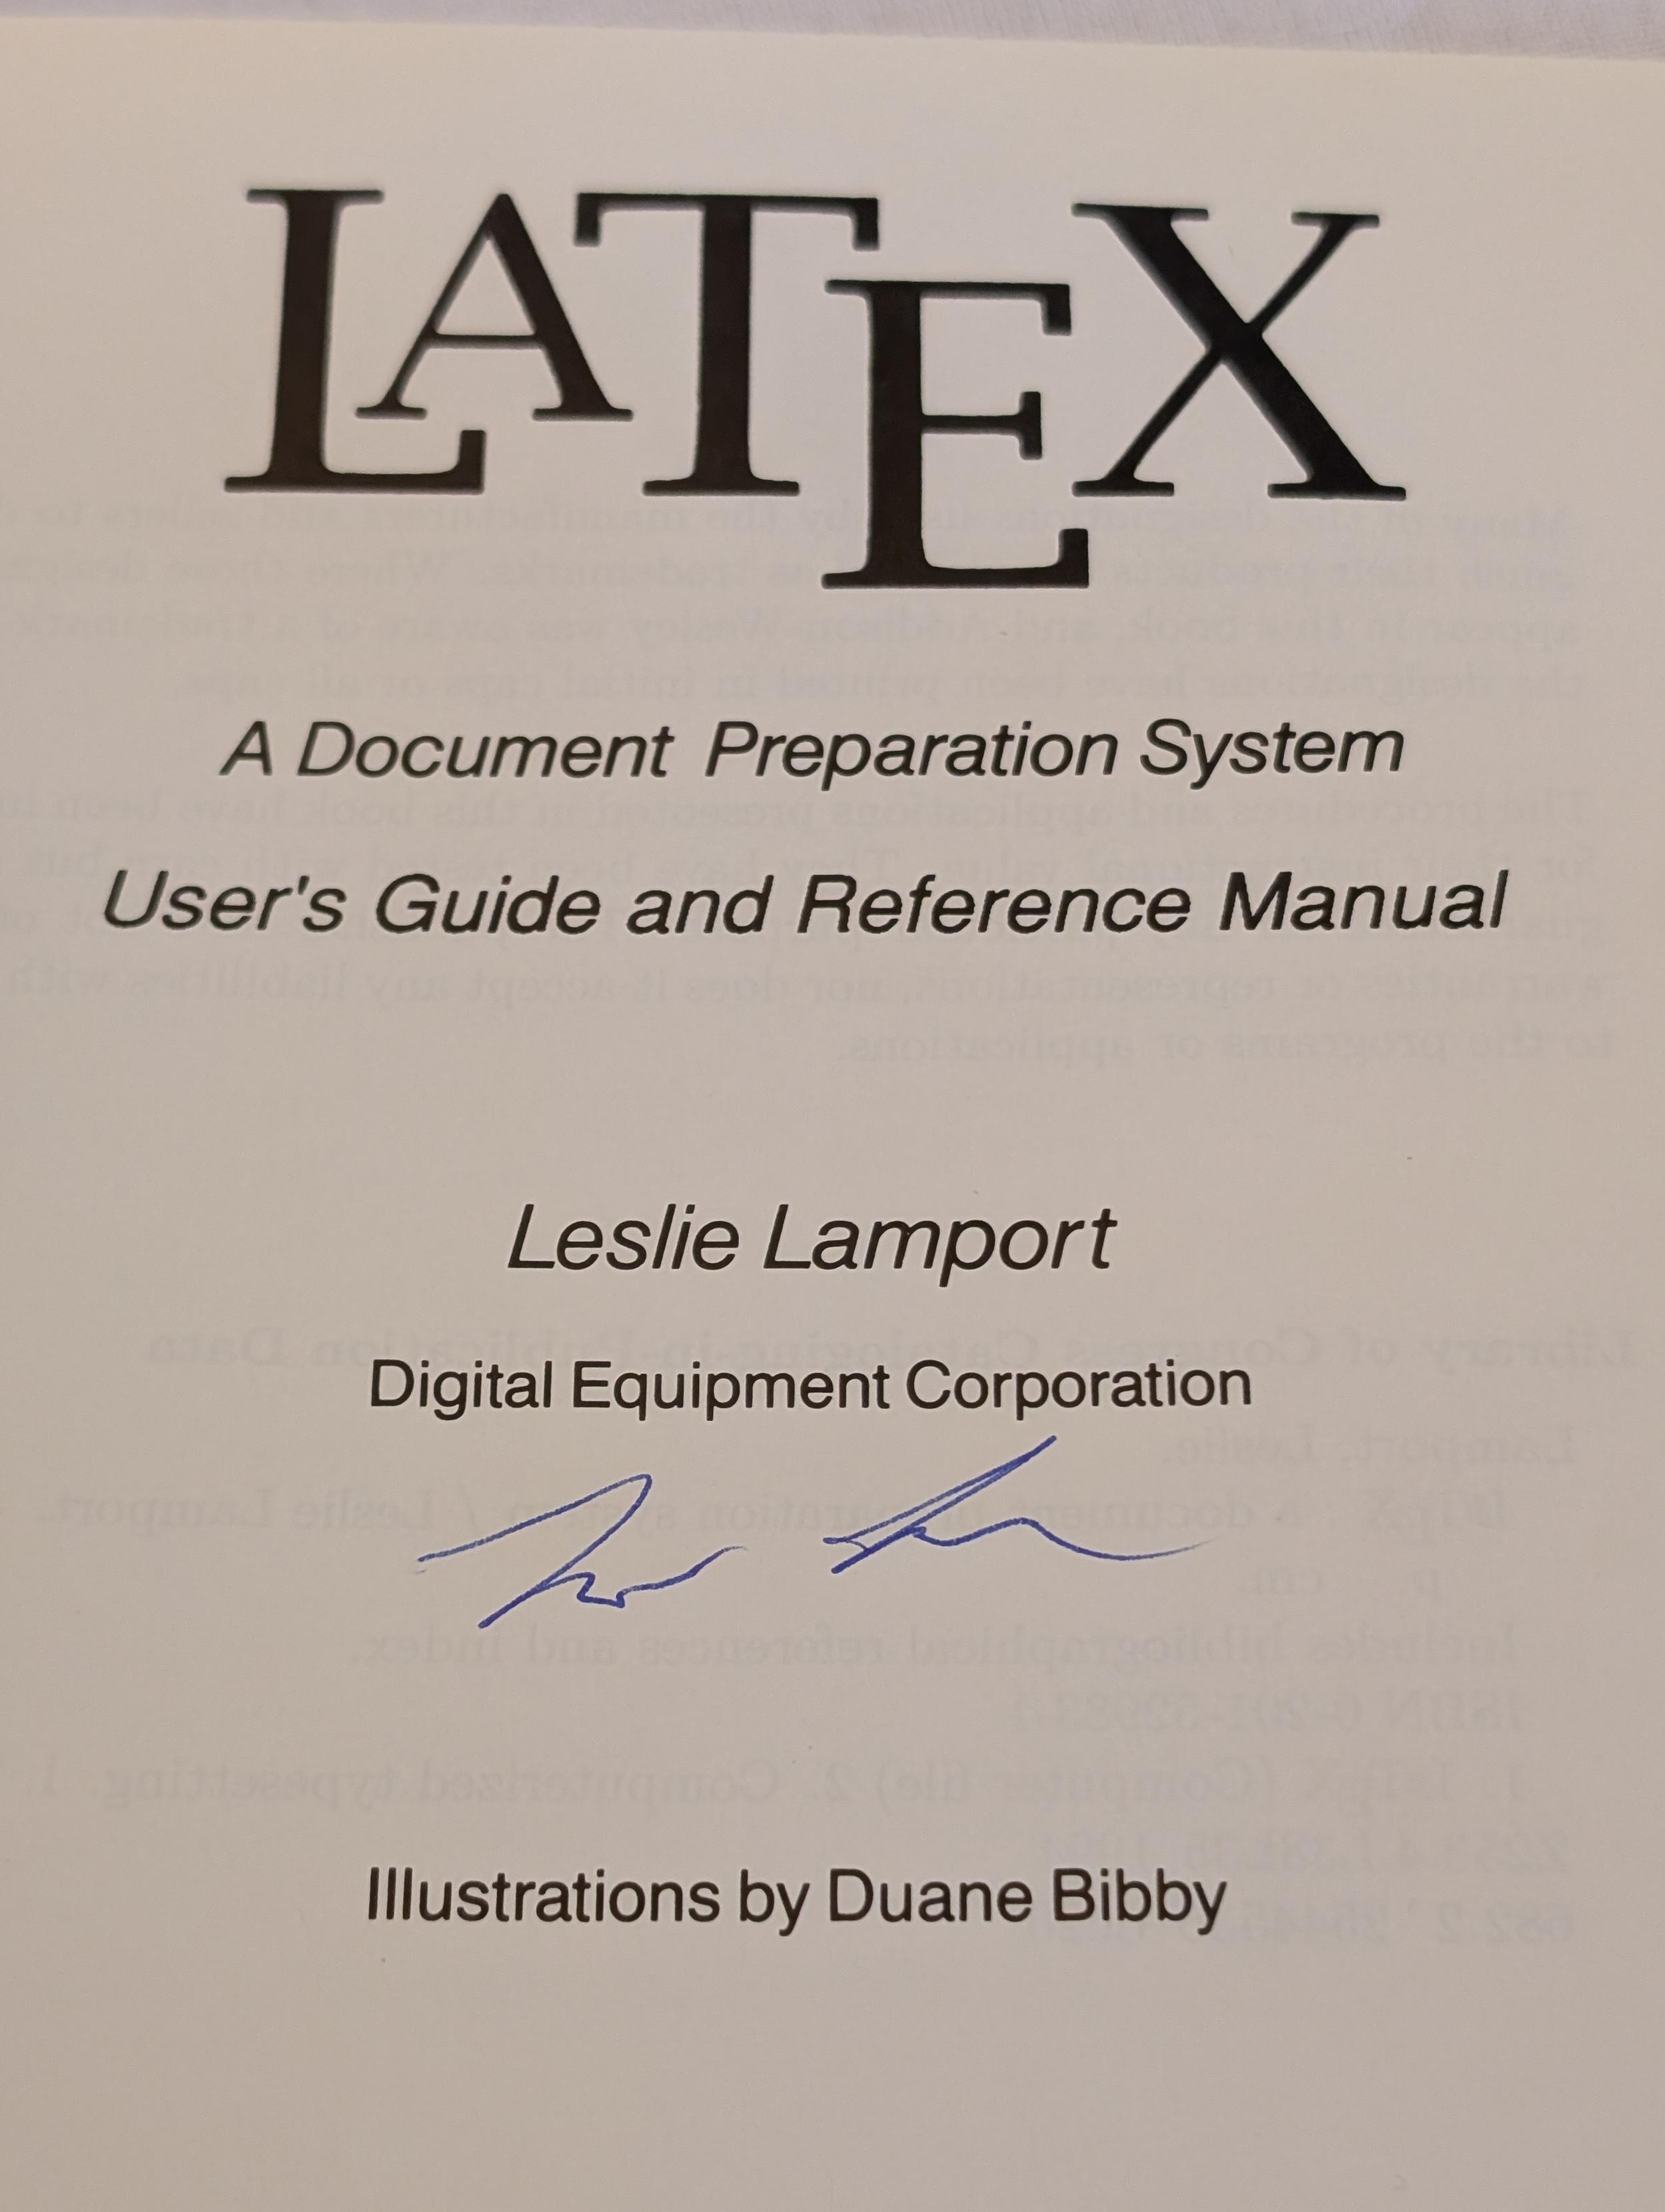 LATEX
A Document Preparation System
User's Guide and Reference Manual
Leslie Lamport
Digital Equipment Corporation
Illustrations by Duane Bibby